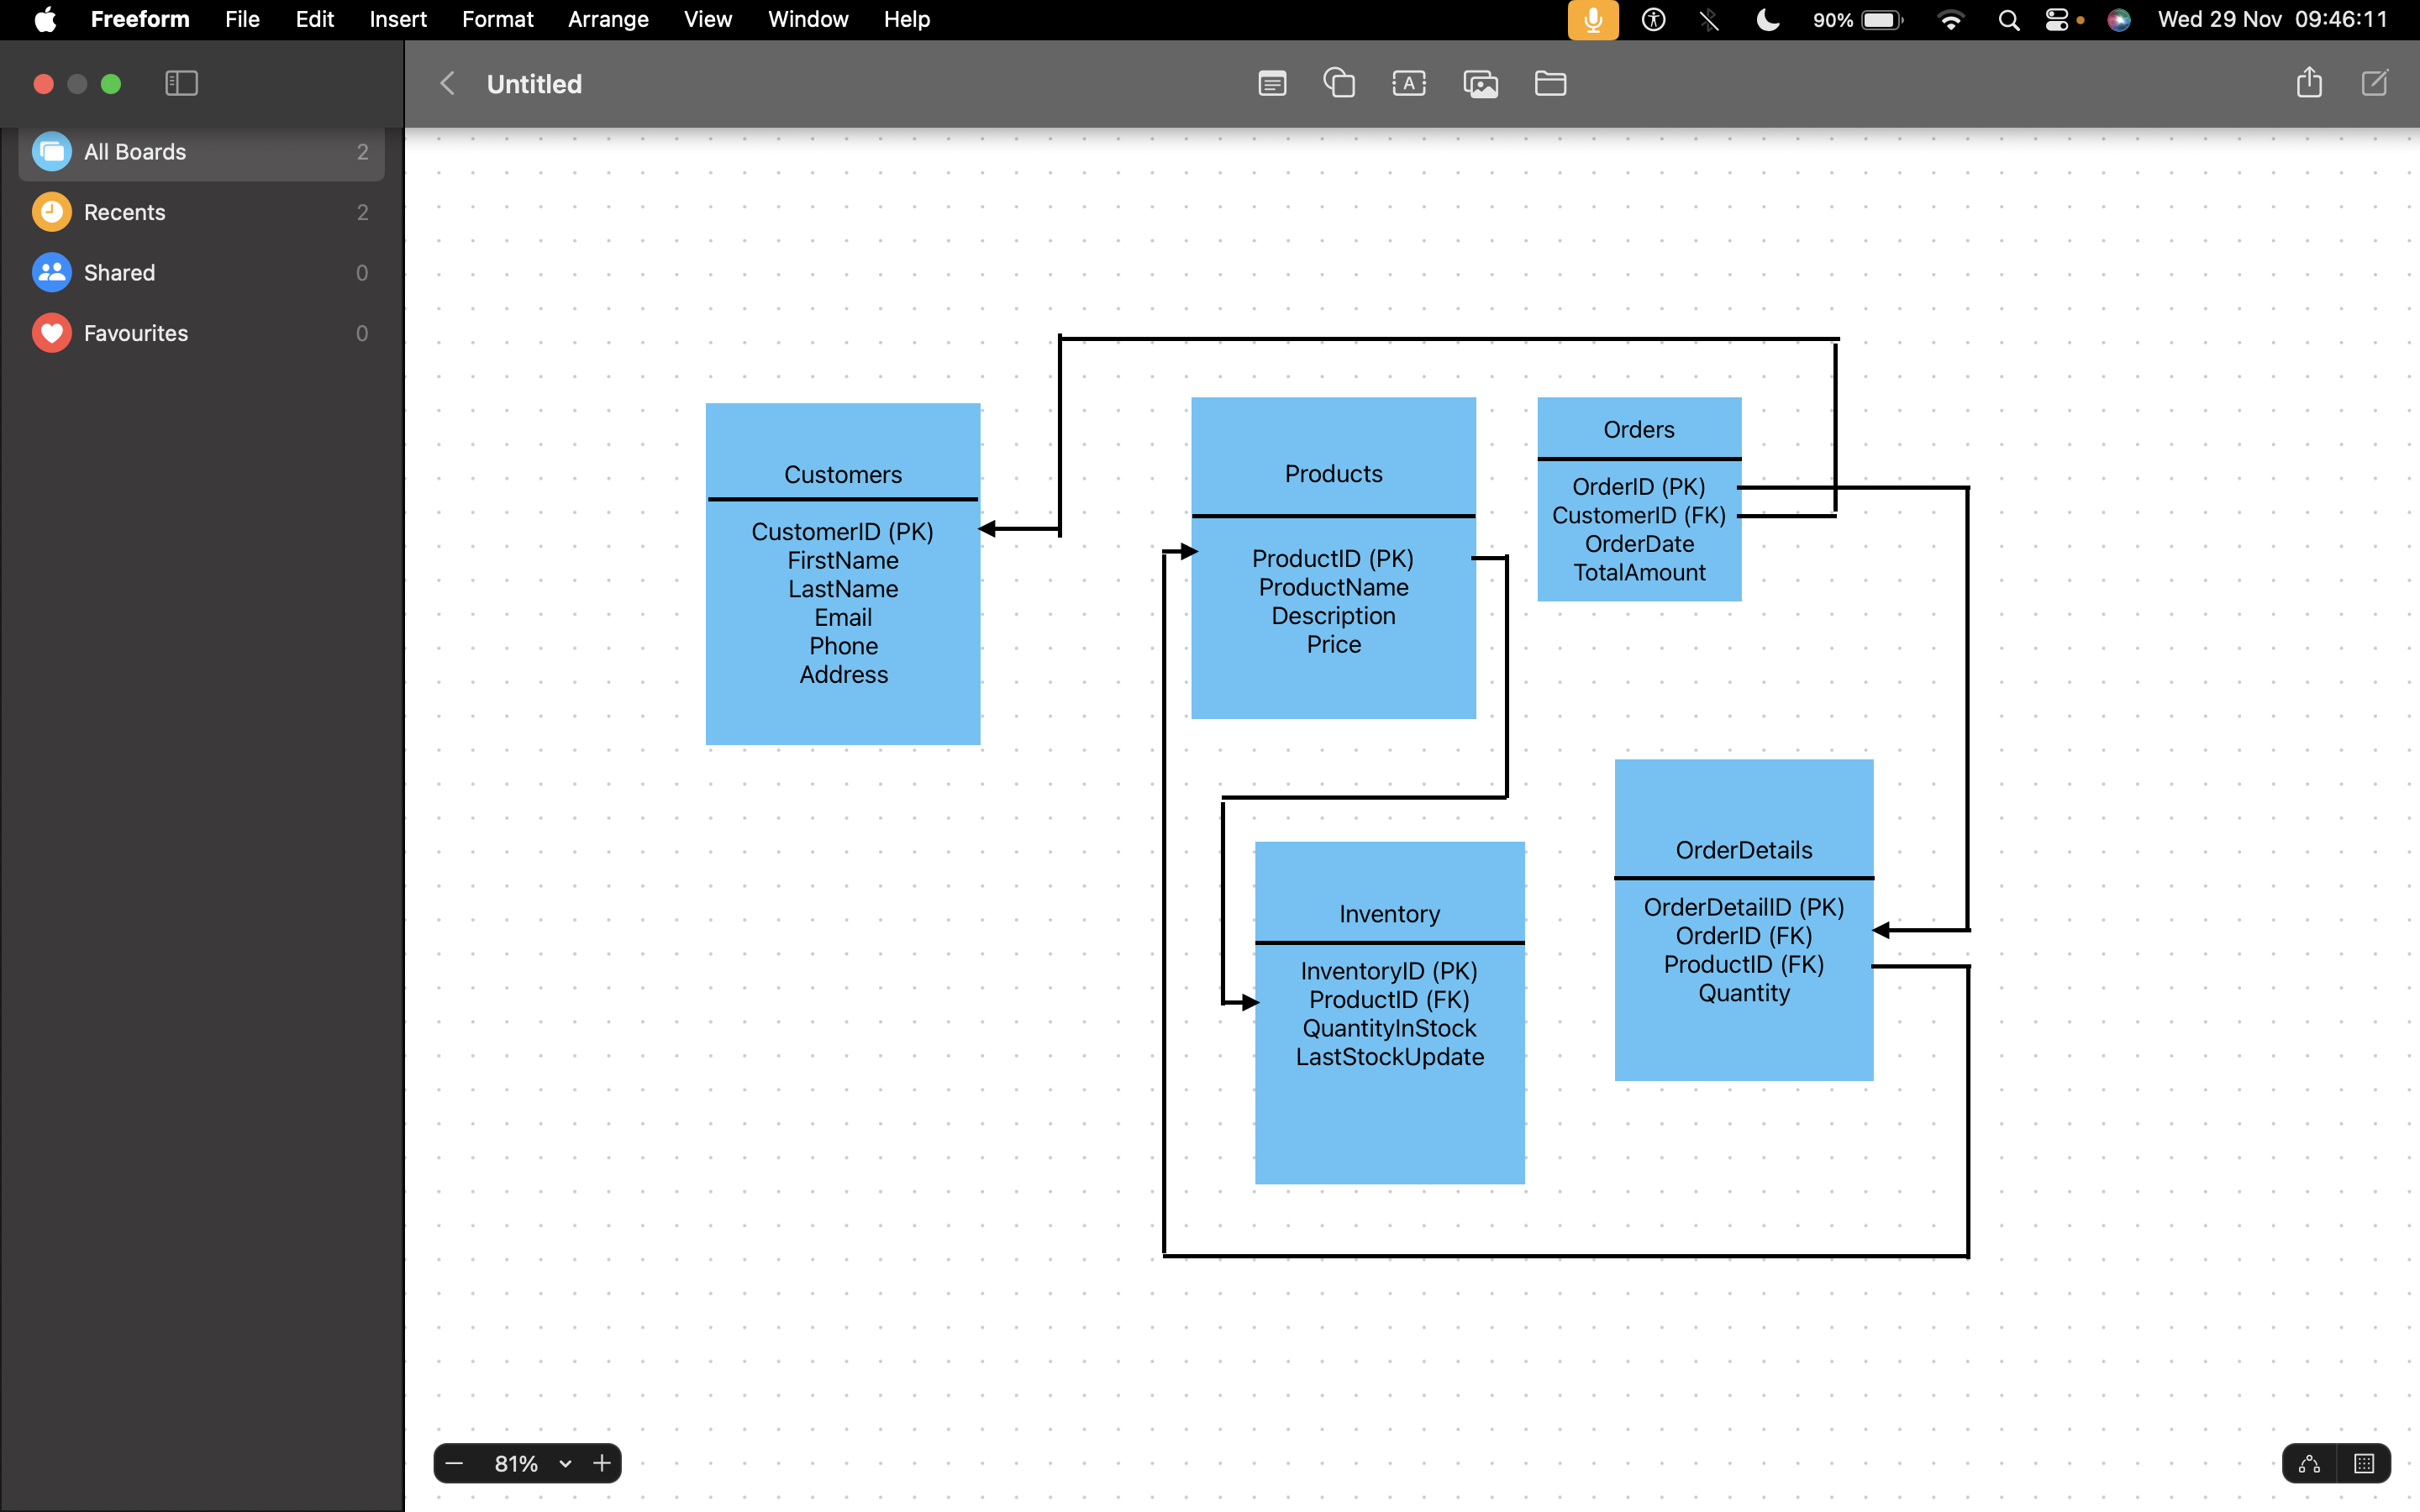 Freeform File Edit Insert Format Arrange View Window Help 90% Wed 29 Nov 09:46:11
Untitled
All Boards 2
Recents 2
Shared 0
Favourites 0
Customers
CustomerID (PK)
FirstName
LastName
Email
Phone
Address
Products
ProductID (PK)
ProductName
Description
Price
Orders
OrderID (PK)
CustomerID (FK)
OrderDate
TotalAmount
Inventory
InventoryID (PK)
ProductID (FK)
QuantityInStock
LastStockUpdate
OrderDetails
OrderDetailID (PK)
OrderID (FK)
ProductID (FK)
Quantity
81%